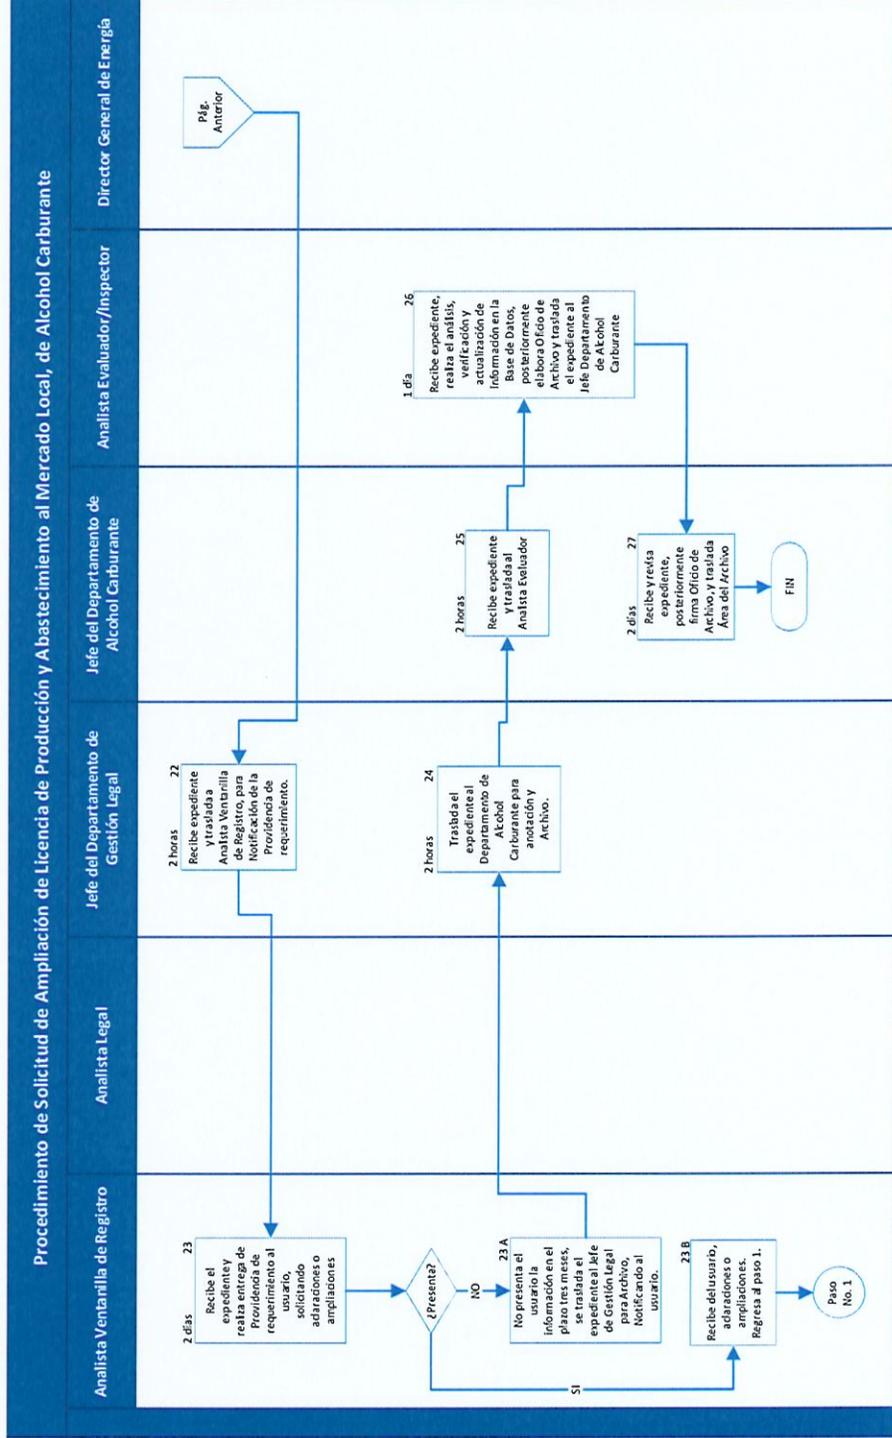 Procedimiento de Solicitud de Ampliación de Licencia de Producción y Abastecimiento al Mercado Local, de Alcohol Carburante
Analista Ventanilla de Registro
Analista Legal
Jefe del Departamento de
Gestión Legal
Jefe del Departamento de
Alcohol Carburante
Analista Evaluador/Inspector
Director General de Energía
Pág.
Anterior
2 horas
22
Recibe expediente
y traslada a
Analista Ventanilla
de Registro, para
Notificación de la
Providencia de
requerimiento.
2 días
23
Recibe el
expediente y
realiza entrega de
Providencia de
requerimiento al
usuario,
solicitando
adaraciones o
ampliaciones
¿Presenta?
NO
SI
23 A
No presenta el
usuario la
información en el
plazo tres meses,
se traslada el
expediente al Jefe
de Gestión Legal
para Archivo,
Notificando al
usuario.
23 B
Recibe del usuario,
adaraciones o
ampliaciones.
Regresa al paso 1.
Paso
No. 1
2 horas
24
Traslada el
expediente al
Departamento de
Alcohol
Carburante para
anotación y
Archivo.
2 horas
25
Recibe expediente
y traslada al
Analista Evaluador
1 día
26
Recibe expediente,
realiza el análisis,
verificación y
actualización de
Información en la
Base de Datos,
posteriormente
elabora Oficio de
Archivo y traslada
el expediente al
Jefe Departamento
de Alcohol
Carburante
2 días
27
Recibe y revisa
expediente,
posteriormente
firma Oficio de
Archivo, y traslada
Área del Archivo
FIN